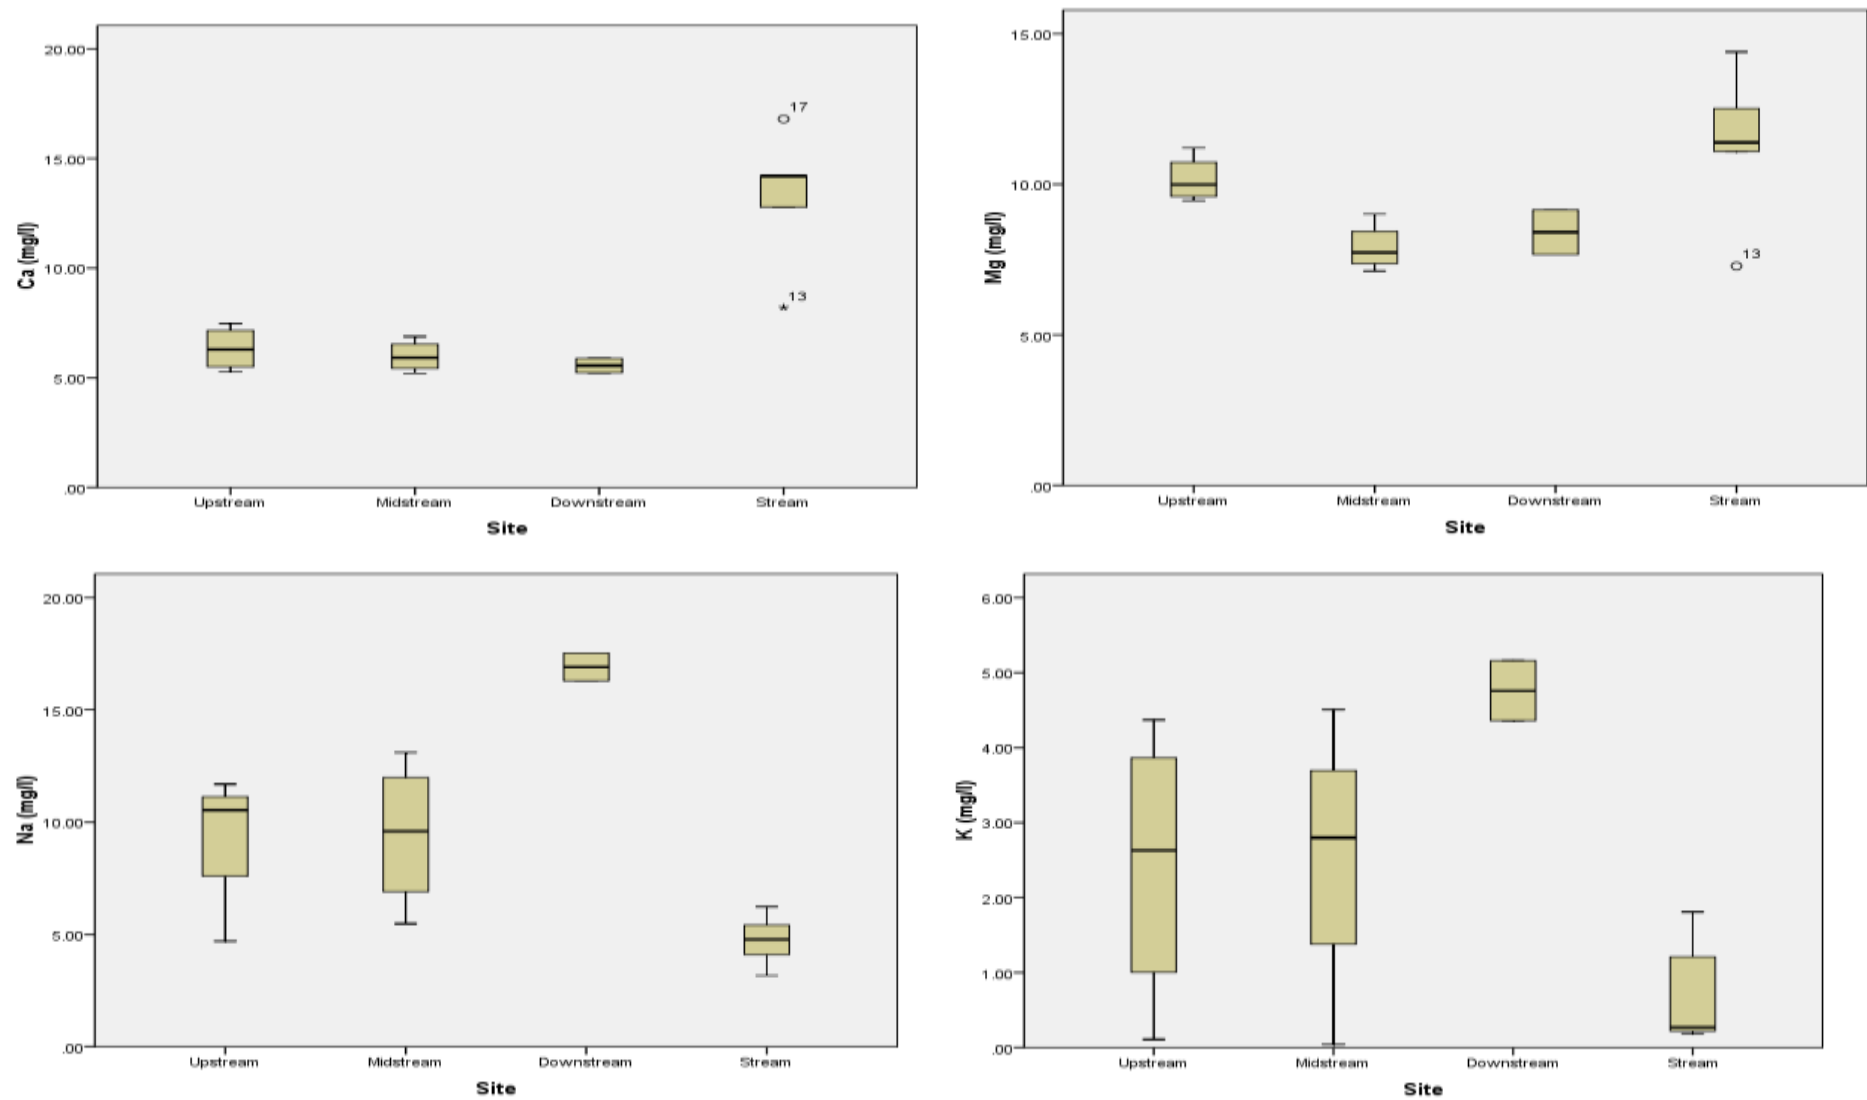 20.00
15.00
10.00
5.00
.00
Ca (mg/l)
17
13
Upstream Midstream Downstream Stream
Site
15.00
10.00
5.00
.00
Mg (mg/l)
13
Upstream Midstream Downstream Stream
Site
20.00
15.00
10.00
5.00
.00
Na (mg/l)
Upstream Midstream Downstream Stream
Site
6.00
5.00
4.00
3.00
2.00
1.00
.00
K (mg/l)
Upstream Midstream Downstream Stream
Site